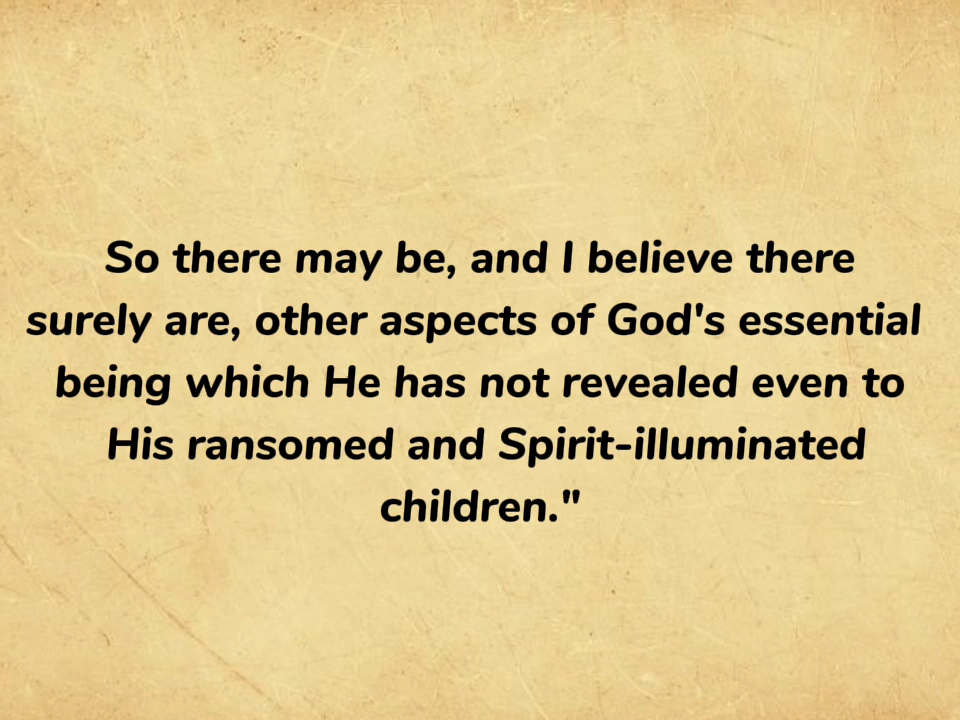 So there may be, and I believe there
surely are, other aspects of God's essential
being which He has not revealed even to
His ransomed and Spirit-illuminated
children."